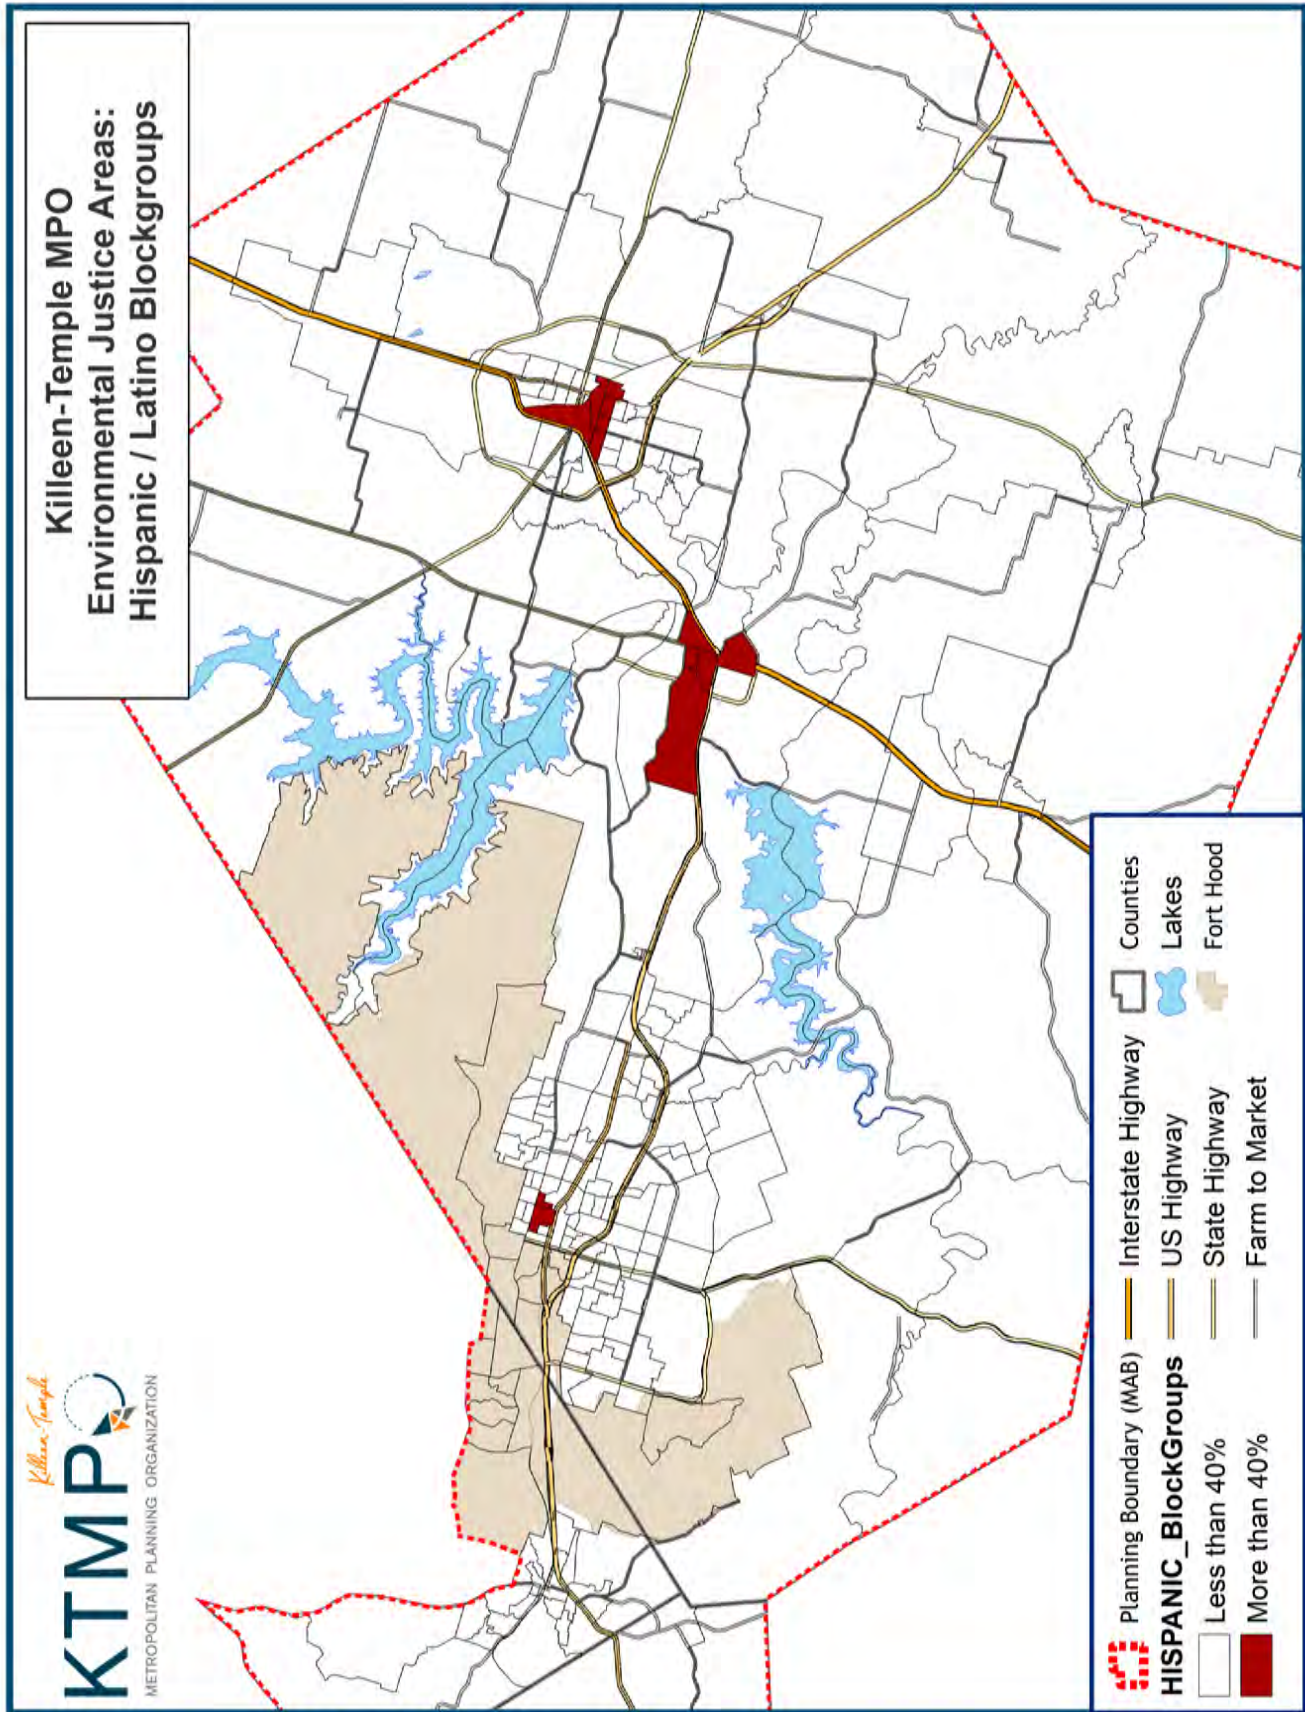 Killeen-Temple MPO
Environmental Justice Areas:
Hispanic / Latino Blockgroups
Killeen-Temple
KTMPO
METROPOLITAN PLANNING ORGANIZATION
Planning Boundary (MAB)
HISPANIC_BlockGroups
Less than 40%
More than 40%
Interstate Highway
US Highway
State Highway
Farm to Market
Counties
Lakes
Fort Hood